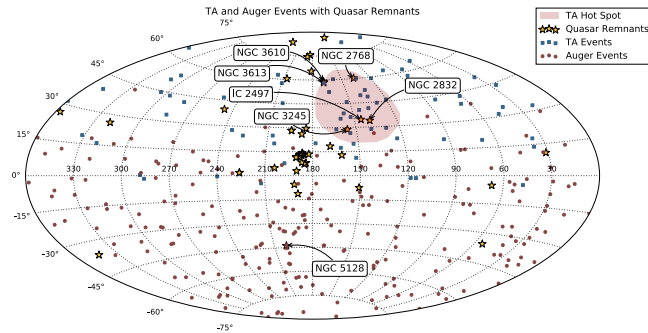 TA and Auger Events with Quasar Remnants
TA Hot Spot
Quasar Remnants
TA Events
Auger Events
75°
60°
45°
30°
15°
0°
-15°
-30°
-45°
-60°
-75°
330
300
270
240
210
180
150
120
90
60
30
NGC 3610
NGC 2768
NGC 3613
IC 2497
NGC 2832
NGC 3245
NGC 5128